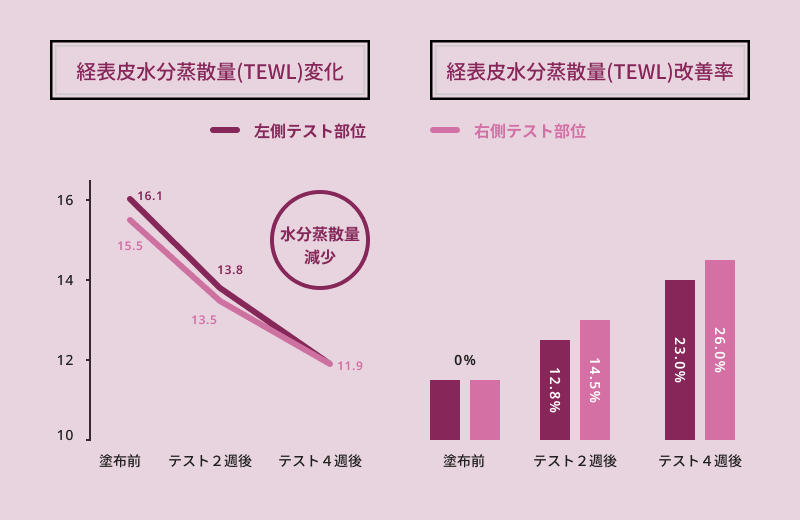 経表皮水分蒸散量(TEWL)変化
経表皮水分蒸散量(TEWL)改善率
左側テスト部位
右側テスト部位
16
14
12
10
16.1
15.5
13.8
13.5
11.9
水分蒸散量
減少
塗布前
テスト2週後
テスト4週後
0%
12.8%
14.5%
23.0%
26.0%
塗布前
テスト2週後
テスト4週後